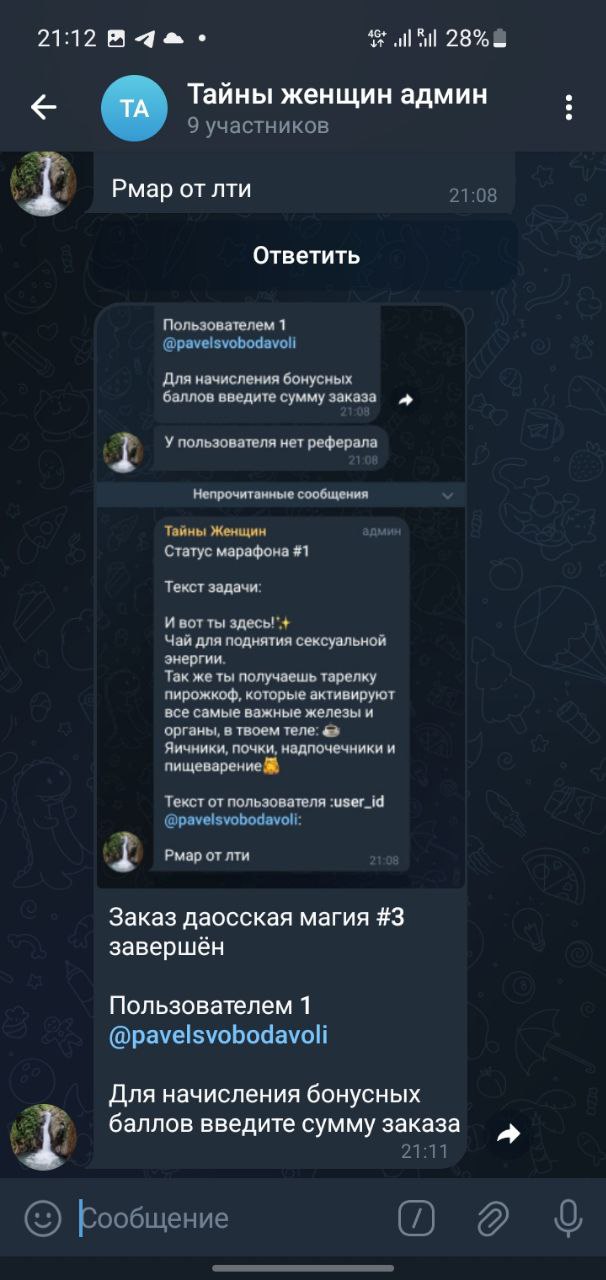 21:12
4G+
R
28%
ТА
Тайны женщин админ
9 участников
Рмар от лти
21:08
Ответить
Пользователем 1
@pavelsvobodavoli
Для начисления бонусных
баллов введите сумму заказа
21:08
У пользователя нет реферала
21:08
Непрочитанные сообщения
Тайны Женщин
админ
Статус марафона #1
Текст задачи:
И вот ты здесь!✨
Чай для поднятия сексуальной
энергии.
Так же ты получаешь тарелку
пирожкоф, которые активируют
все самые важные железы и
органы, в твоем теле: ☕
Яичники, почки, надпочечники и
пищеварение
Текст от пользователя :user_id
@pavelsvobodavoli:
Рмар от лти
21:08
Заказ даосская магия #3
завершён
Пользователем 1
@pavelsvobodavoli
Для начисления бонусных
баллов введите сумму заказа
21:11
Сообщение